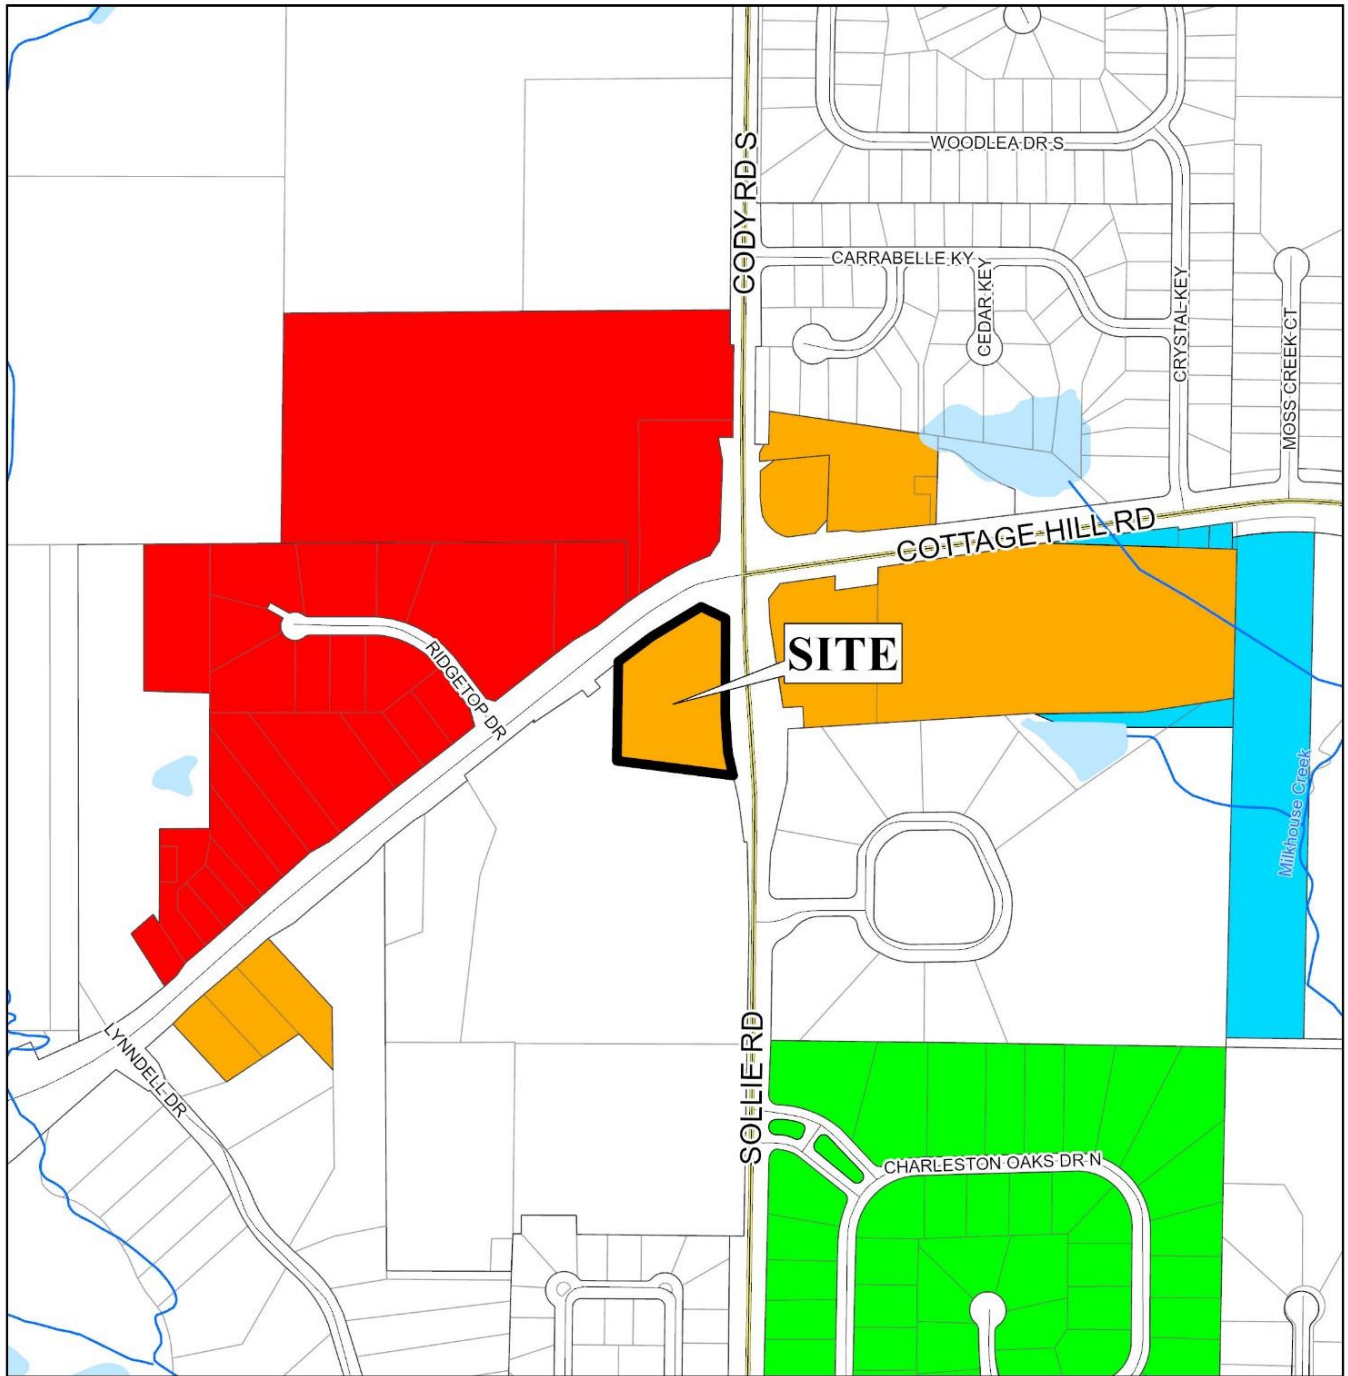 WOODLEA DR S
CODY RD S
CARRABELLE KY
CEDAR KEY
CRYSTAL KEY
MOSS CREEK CT
COTTAGE HILL RD
SITE
RIDGETOP DR
Milkhouse Creek
LYNNDELL DR
SOLLIE RD
CHARLESTON OAKS DR N